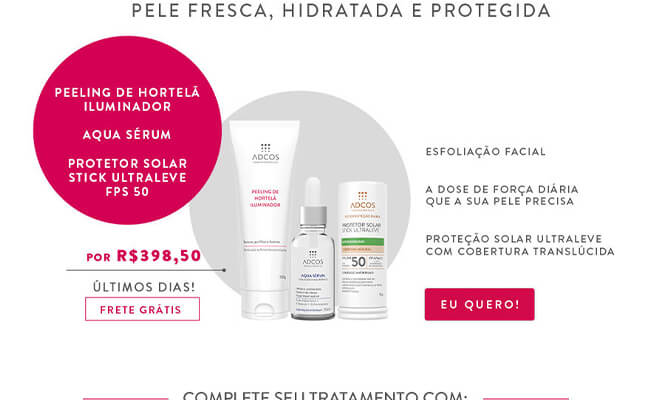 PELE FRESCA, HIDRATADA E PROTEGIDA
PEELING DE HORTELÃ
ILUMINADOR
AQUA SÉRUM
PROTETOR SOLAR
STICK ULTRALEVE
FPS 50
POR R$398,50
ÚLTIMOS DIAS!
FRETE GRÁTIS
ADCOS
PEELING DE
HORTELÃ
ILUMINADOR
ADCOS
AQUA SÉRUM
ADCOS
PROTETOR SOLAR
STICK ULTRALEVE
50
ESFOLIAÇÃO FACIAL
A DOSE DE FORÇA DIÁRIA
QUE A SUA PELE PRECISA
PROTEÇÃO SOLAR ULTRALEVE
COM COBERTURA TRANSLÚCIDA
EU QUERO!
COMPLETE SEU TRATAMENTO COM: